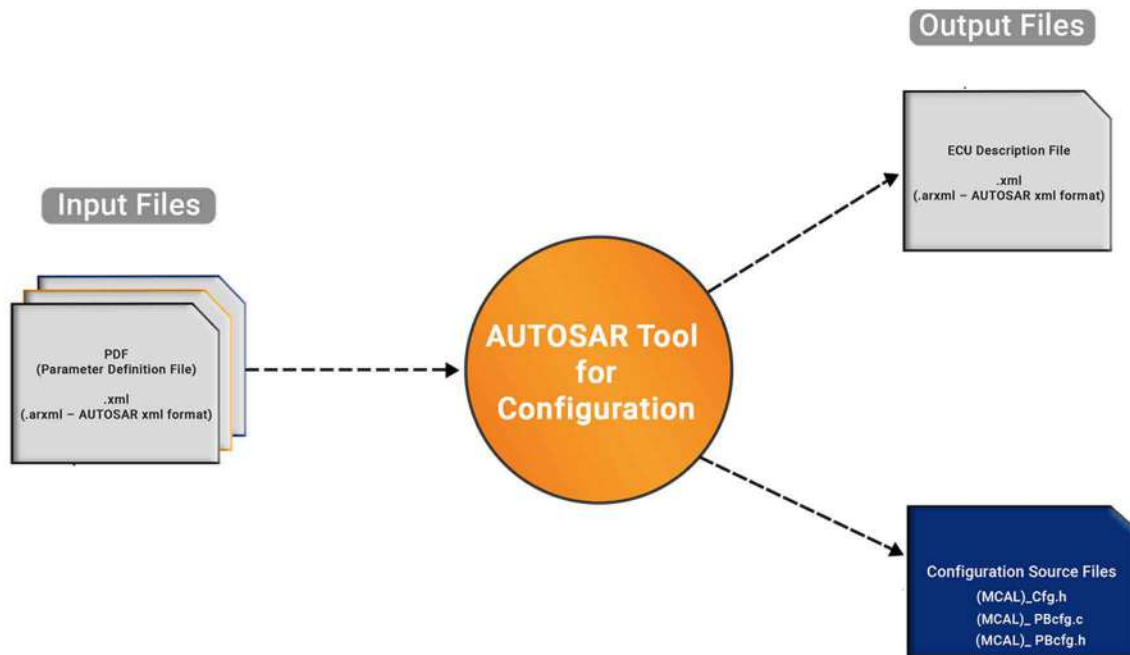 Output Files
ECU Description File
.xml
(.arxml – AUTOSAR xml format)
Input Files
PDF
(Parameter Definition File)
.xml
(.arxml – AUTOSAR xml format)
AUTOSAR Tool
for
Configuration
Configuration Source Files
(MCAL)_Cfg.h
(MCAL)_ PBcfg.c
(MCAL)_ PBcfg.h